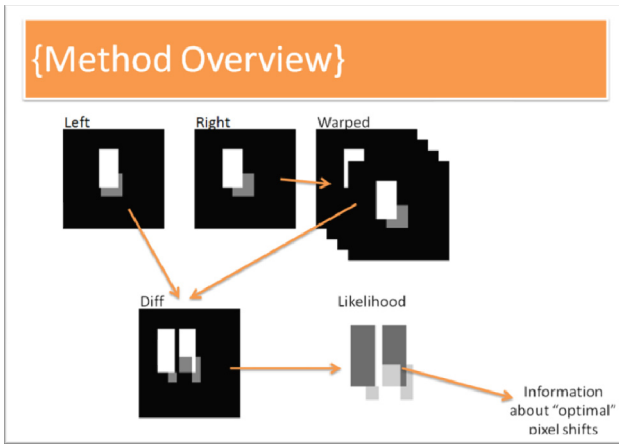 {Method Overview}
Left
Right
Warped
Diff
Likelihood
Information
about "optimal"
pixel shifts